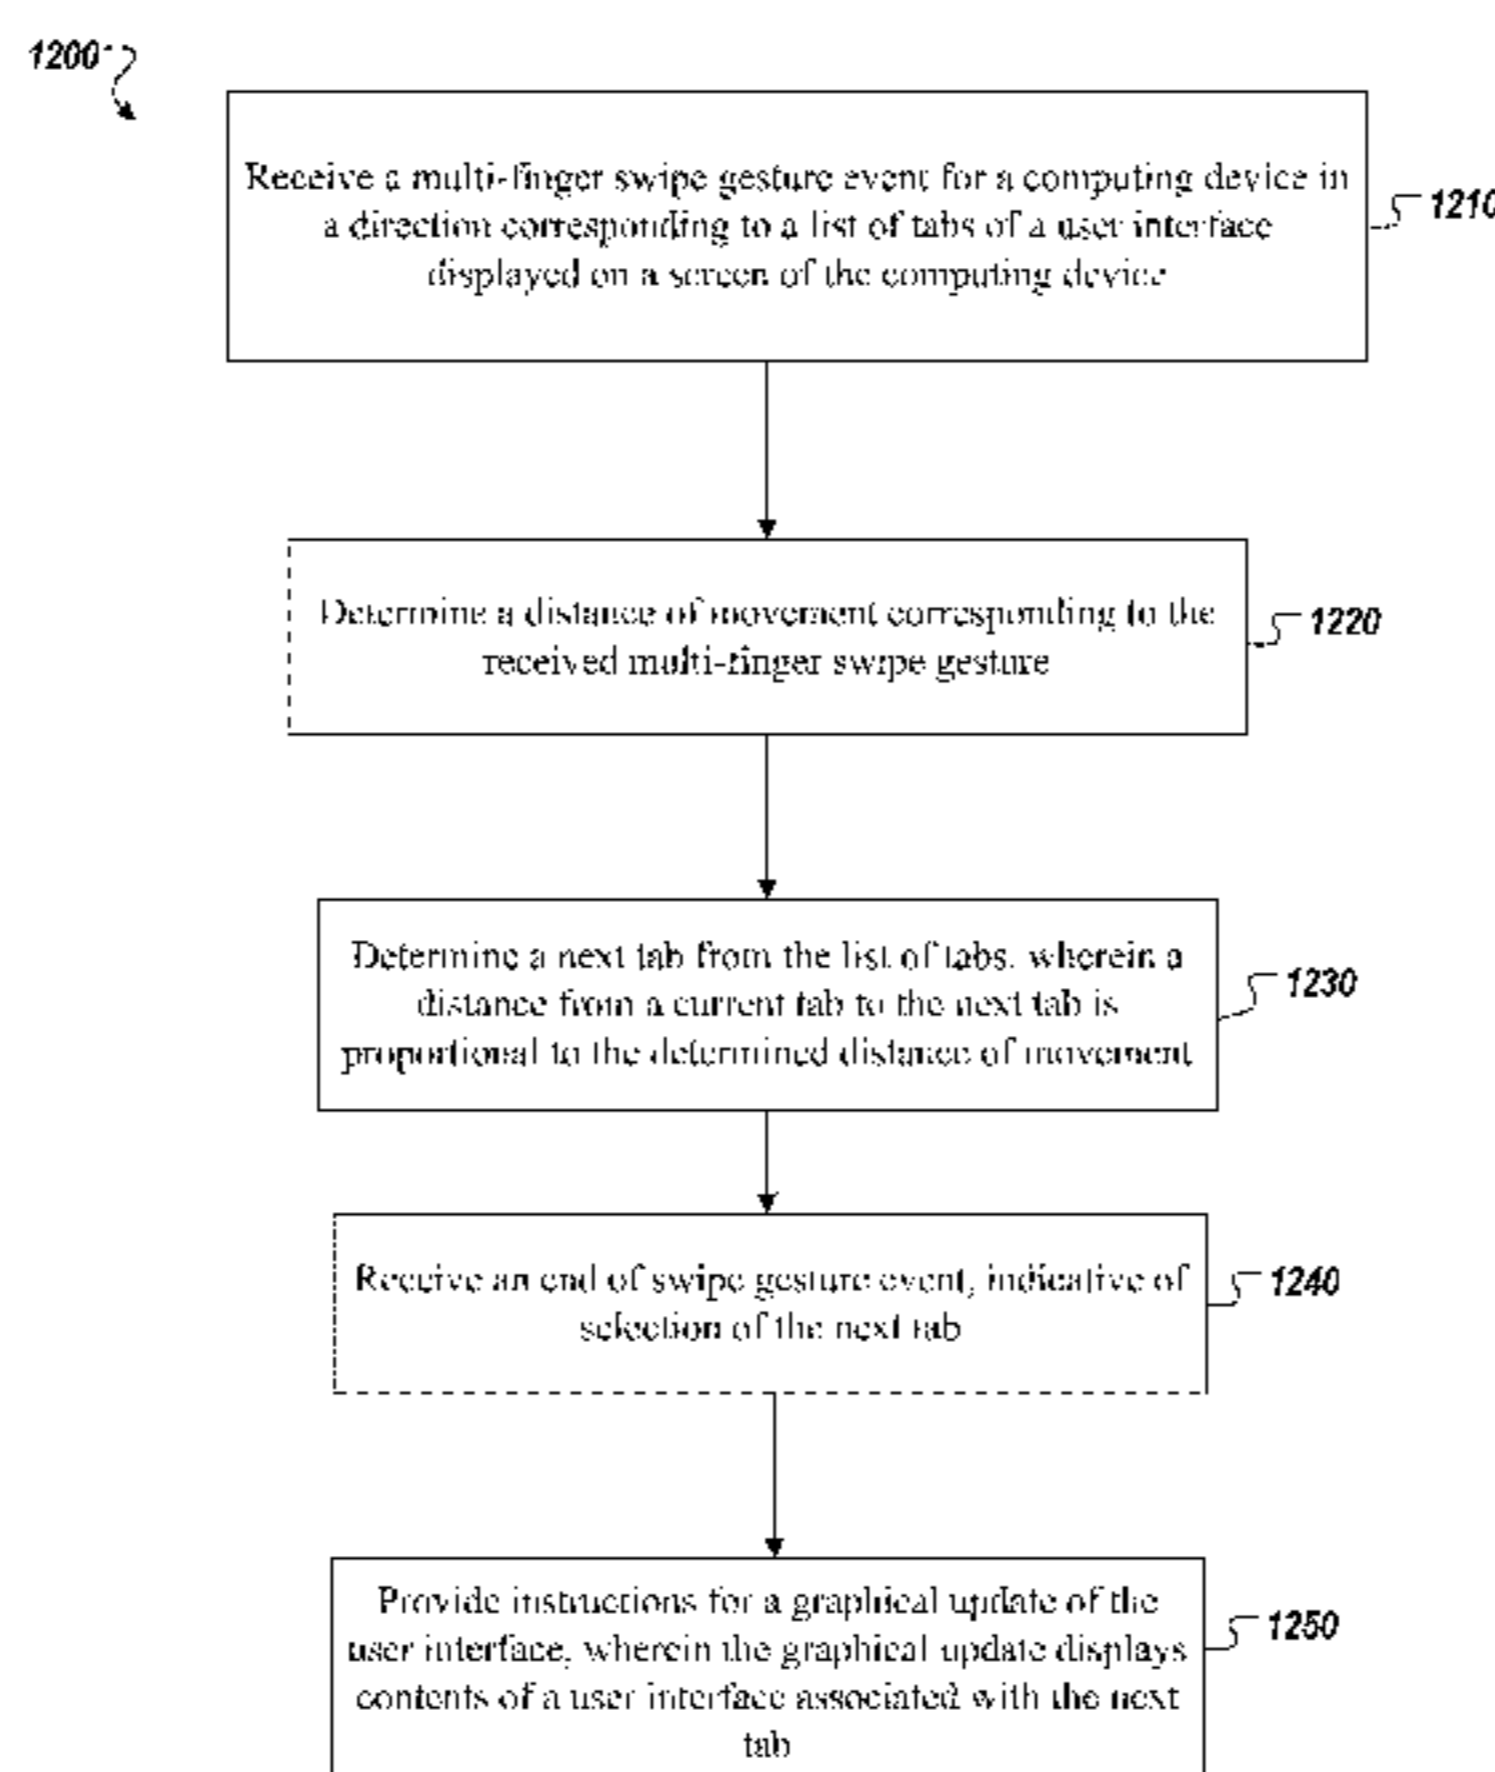 1200
Receive a multi-finger swipe gesture event for a computing device in
a direction corresponding to a list of tabs of a user interface
displayed on a screen of the computing device
1210
Determine a distance of movement corresponding to the
received multi-finger swipe gesture
1220
Determine a next tab from the list of tabs, wherein a
distance from a current tab to the next tab is
proportional to the determined distance of movement
1230
Receive an end of swipe gesture event, indicative of
selection of the next tab
1240
Provide instructions for a graphical update of the
user interface, wherein the graphical update displays
contents of a user interface associated with the next
tab
1250